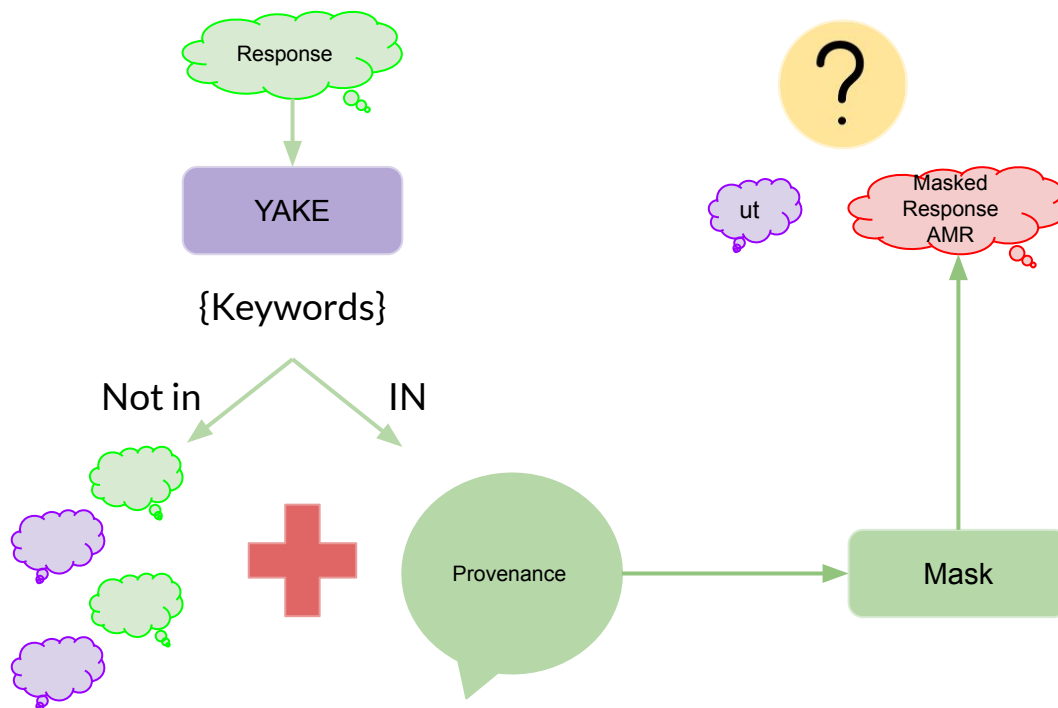 Response
YAKE
{Keywords}
Not in
IN
Provenance
Mask
ut
Masked
Response
AMR
?